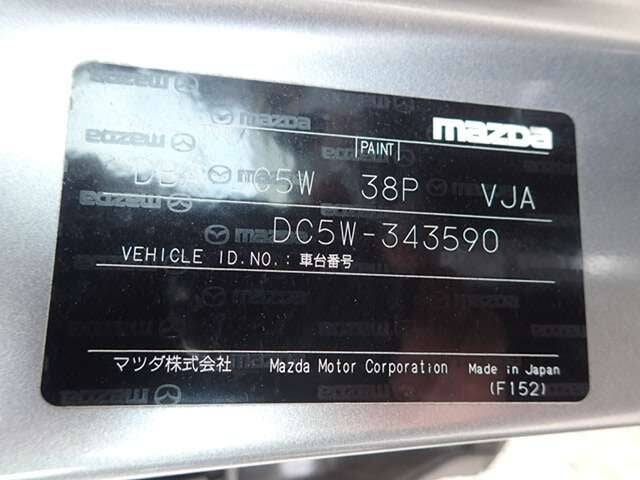 mazda
PAINT
DB C5W 38P VJA
DC5W-343590
VEHICLE ID.NO.:車台番号
マツダ株式会社 Mazda Motor Corporation Made in Japan
(F152)